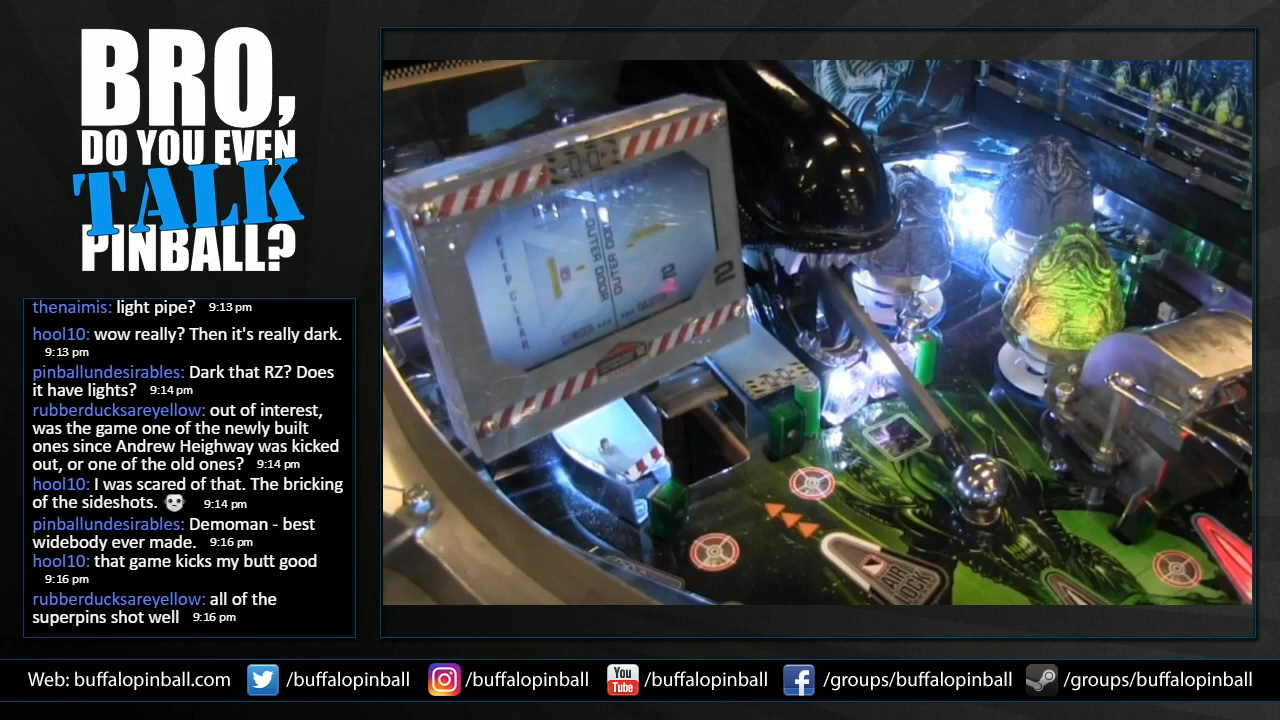 BRO,
DO YOU EVEN
TALK
PINBALL?
thenaimis: light pipe? 9:13 pm
hool10: wow really? Then it's really dark.
9:13 pm
pinballundesirables: Dark that RZ? Does
it have lights? 9:14 pm
rubberducksareyellow: out of interest,
was the game one of the newly built
ones since Andrew Heighway was kicked
out, or one of the old ones? 9:14 pm
hool10: I was scared of that. The bricking
of the sideshots. 9:14 pm
pinballundesirables: Demoman - best
widebody ever made. 9:16 pm
hool10: that game kicks my butt good
9:16 pm
rubberducksareyellow: all of the
superpins shot well 9:16 pm
OUTER DOOR
OUTER DOOR
2
2
AIR
LOCK
Web: buffalopinball.com /buffalopinball /buffalopinball You Tube /buffalopinball /groups/buffalopinball /groups/buffalopinball